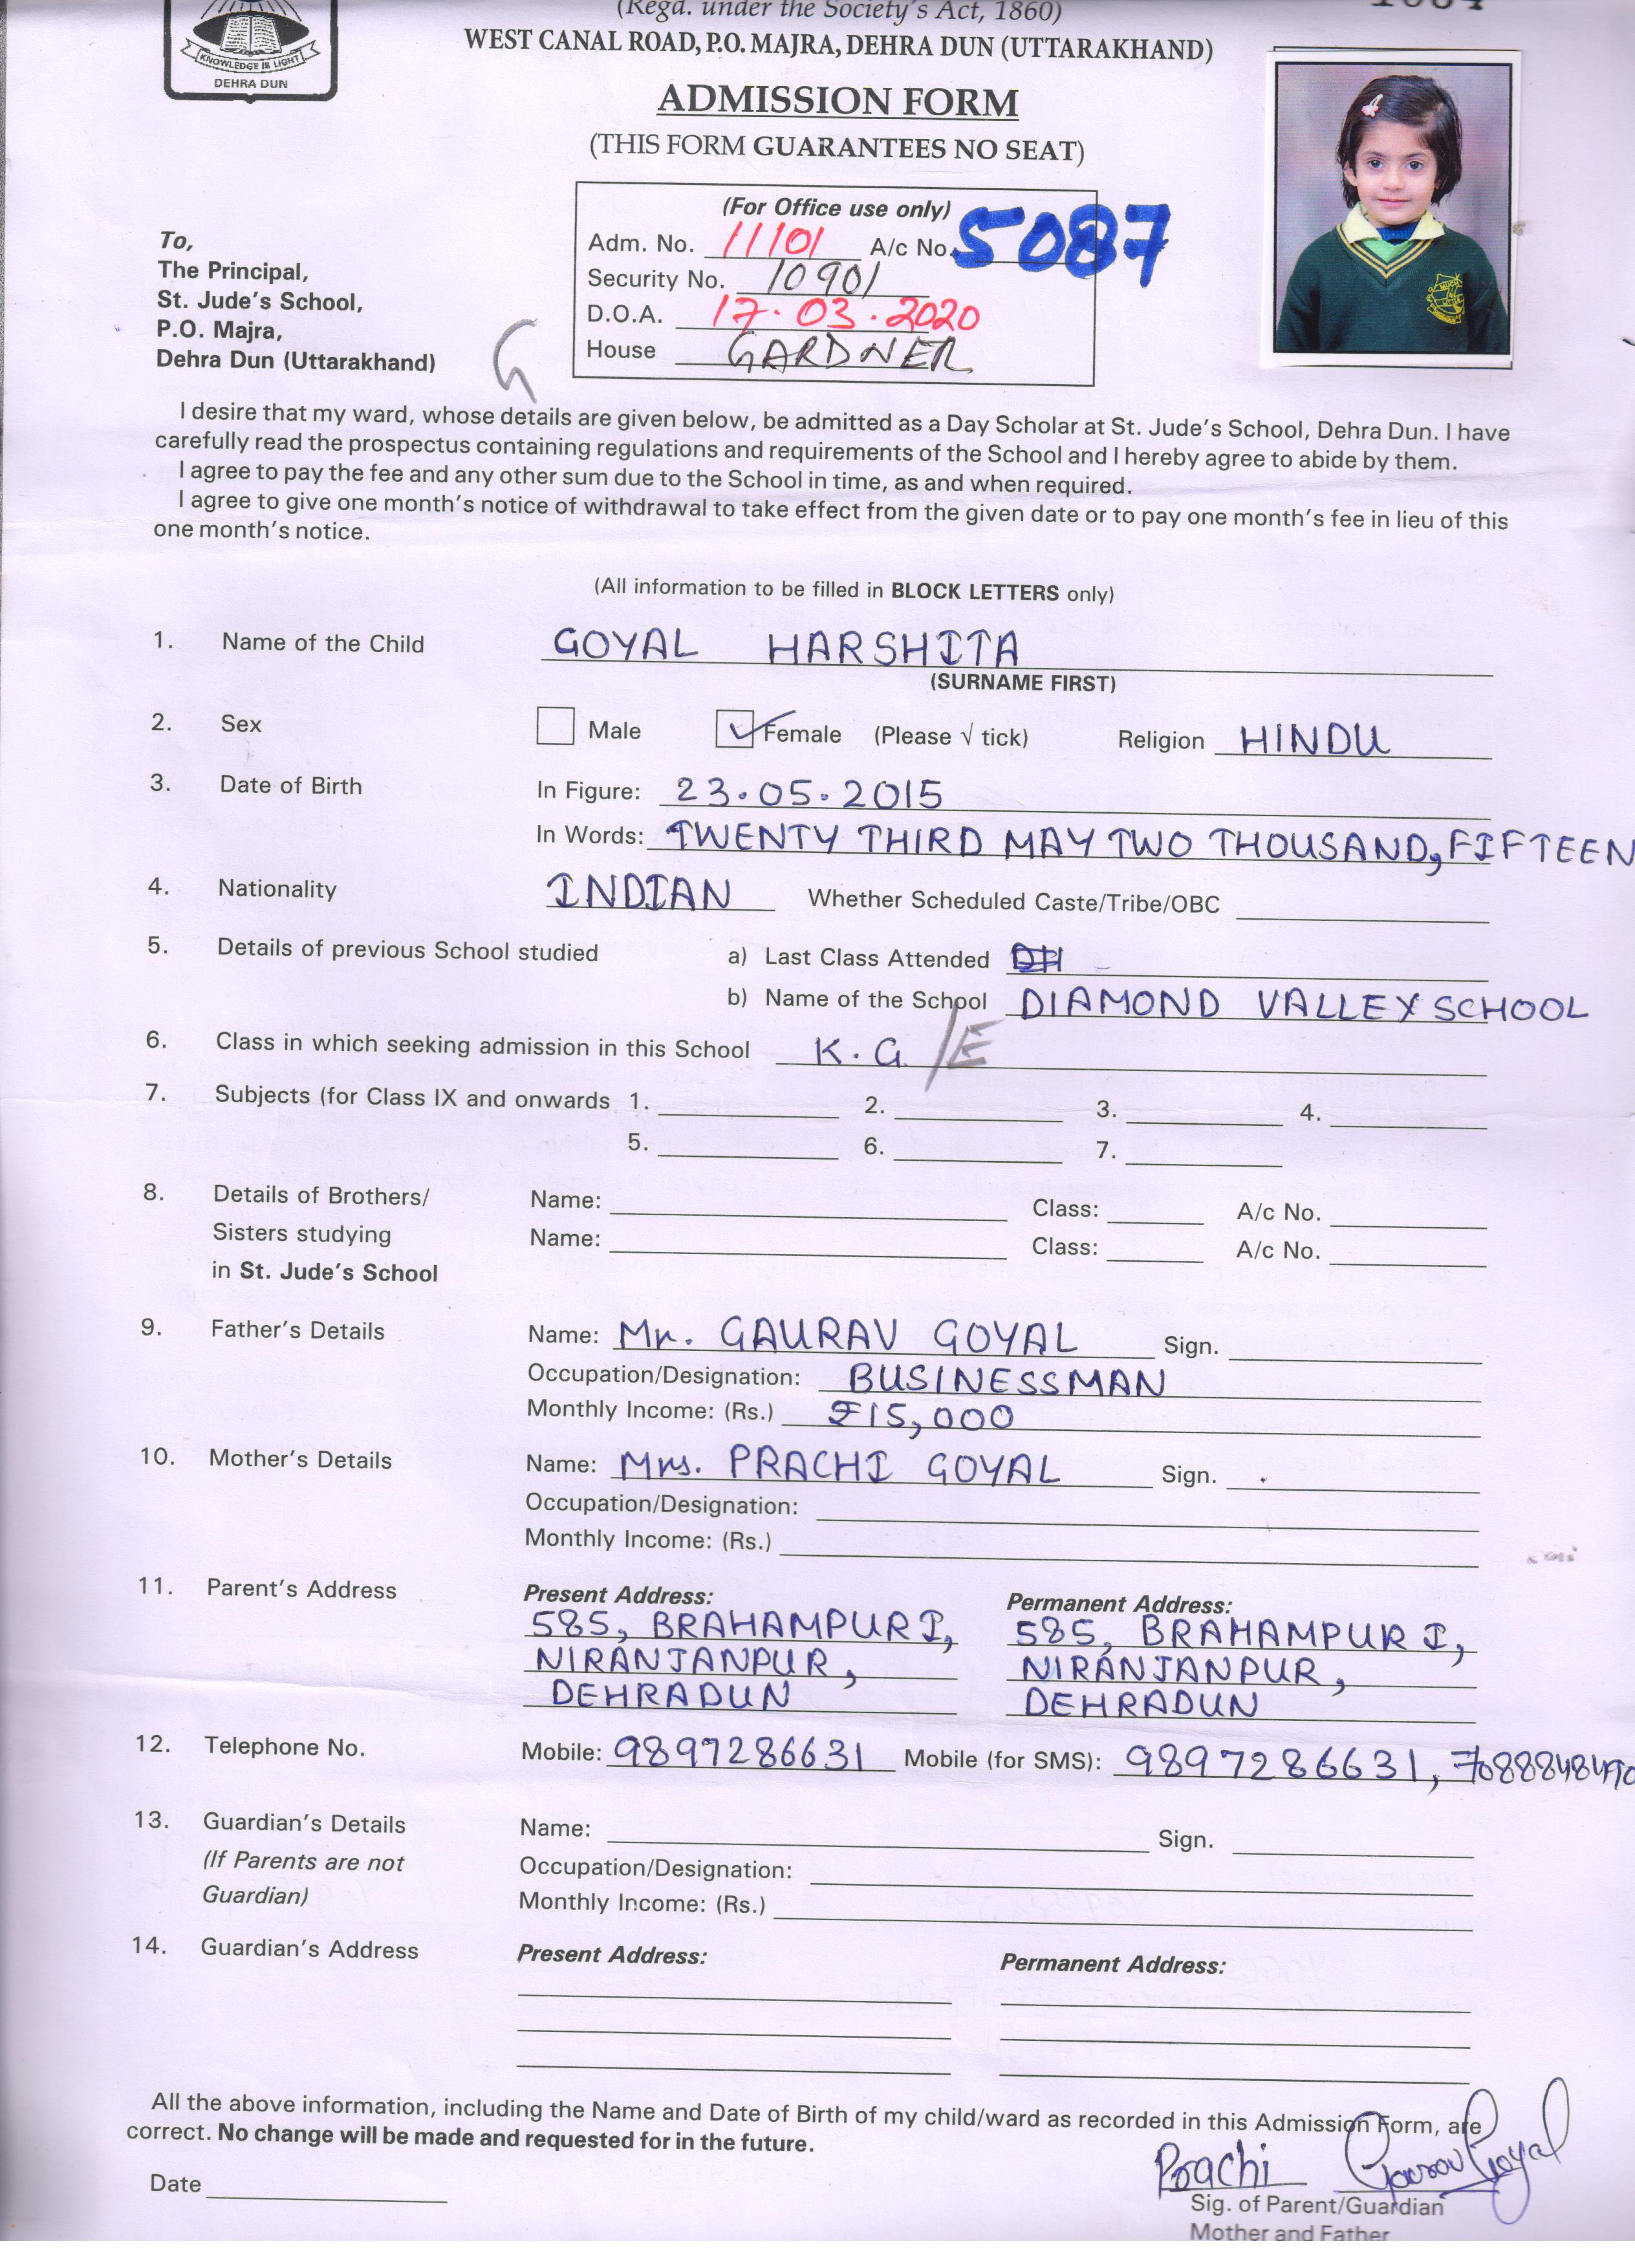 (Regd. under the Society's Act, 1860)
WEST CANAL ROAD, P.O. MAJRA, DEHRA DUN (UTTARAKHAND)
KNOWLEDGE IS LIGHT
DEHRA DUN
ADMISSION FORM
(THIS FORM GUARANTEES NO SEAT)
(For Office use only)
Adm. No. 11101 A/c No. 5087
Security No. 10901
D.O.A. 17.03.2020
House GARDNER
To,
The Principal,
St. Jude's School,
P.O. Majra,
Dehra Dun (Uttarakhand)
G
I desire that my ward, whose details are given below, be admitted as a Day Scholar at St. Jude's School, Dehra Dun. I have
carefully read the prospectus containing regulations and requirements of the School and I hereby agree to abide by them.
I agree to pay the fee and any other sum due to the School in time, as and when required.
I agree to give one month's notice of withdrawal to take effect from the given date or to pay one month's fee in lieu of this
one month's notice.
(All information to be filled in BLOCK LETTERS only)
1. Name of the Child GOYAL HARSHITA
(SURNAME FIRST)
2. Sex Male Female (Please √ tick) Religion HINDU
3. Date of Birth In Figure: 23.05.2015
In Words: TWENTY THIRD MAY TWO THOUSAND, FIFTEEN
4. Nationality INDIAN Whether Scheduled Caste/Tribe/OBC
5. Details of previous School studied a) Last Class Attended
b) Name of the School DIAMOND VALLEY SCHOOL
6. Class in which seeking admission in this School K.G /E
7. Subjects (for Class IX and onwards 1. 2. 3. 4.
5. 6. 7.
8. Details of Brothers/ Name: Class: A/c No.
Sisters studying Name: Class: A/c No.
in St. Jude's School
9. Father's Details Name: Mr. GAURAV GOYAL Sign.
Occupation/Designation: BUSINESSMAN
Monthly Income: (Rs.) ₹15,000
10. Mother's Details Name: Mrs. PRACHI GOYAL Sign.
Occupation/Designation:
Monthly Income: (Rs.)
11. Parent's Address Present Address: Permanent Address:
585, BRAHAMPURI, 585, BRAHAMPURI,
NIRANJANPUR, NIRANJANPUR,
DEHRADUN DEHRADUN
12. Telephone No. Mobile: 9897286631 Mobile (for SMS): 9897286631,
13. Guardian's Details Name: Sign.
(If Parents are not Occupation/Designation:
Guardian) Monthly Income: (Rs.)
14. Guardian's Address Present Address: Permanent Address:
All the above information, including the Name and Date of Birth of my child/ward as recorded in this Admission Form, are
correct. No change will be made and requested for in the future.
Prachi Gaurav Goyal
Date
Sig. of Parent/Guardian
Mother and Father